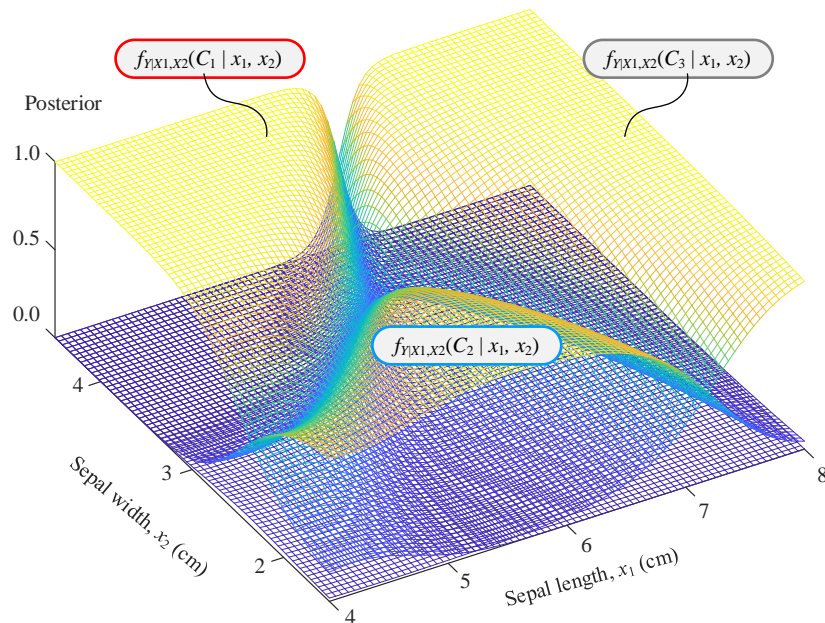 f_{Y|X1,X2}(C_1 | x_1, x_2)
f_{Y|X1,X2}(C_3 | x_1, x_2)
Posterior
1.0
0.5
0.0
f_{Y|X1,X2}(C_2 | x_1, x_2)
4
3
2
Sepal width, x_2 (cm)
4
5
6
7
8
Sepal length, x_1 (cm)